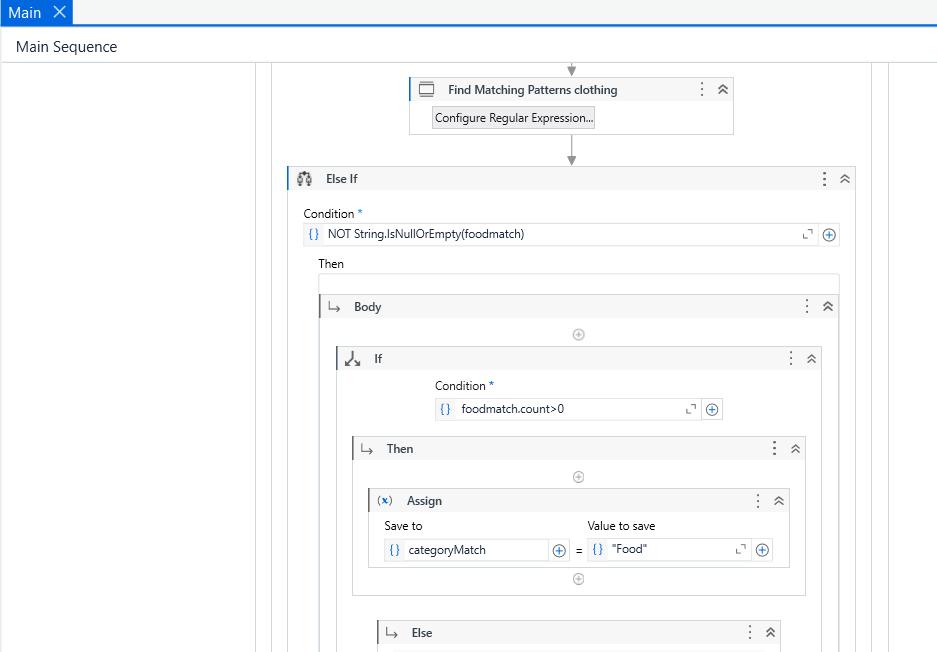 Main
Main Sequence
Find Matching Patterns clothing
Configure Regular Expression...
Else If
Condition *
{} NOT String.IsNullOrEmpty(foodmatch)
Then
Body
If
Condition *
{} foodmatch.count>0
Then
(x) Assign
Save to Value to save
{} categoryMatch = {} "Food"
Else